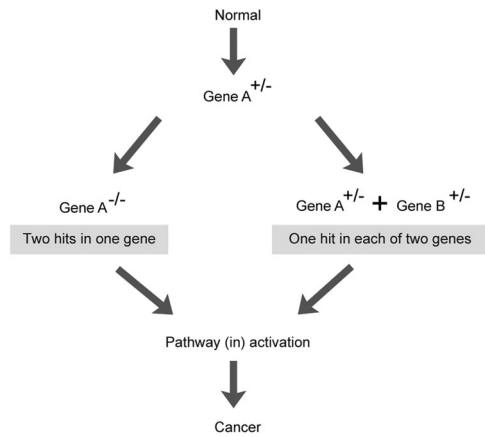 Normal
Gene A+/-
Gene A-/-
Gene A+/- + Gene B +/-
Two hits in one gene
One hit in each of two genes
Pathway (in) activation
Cancer